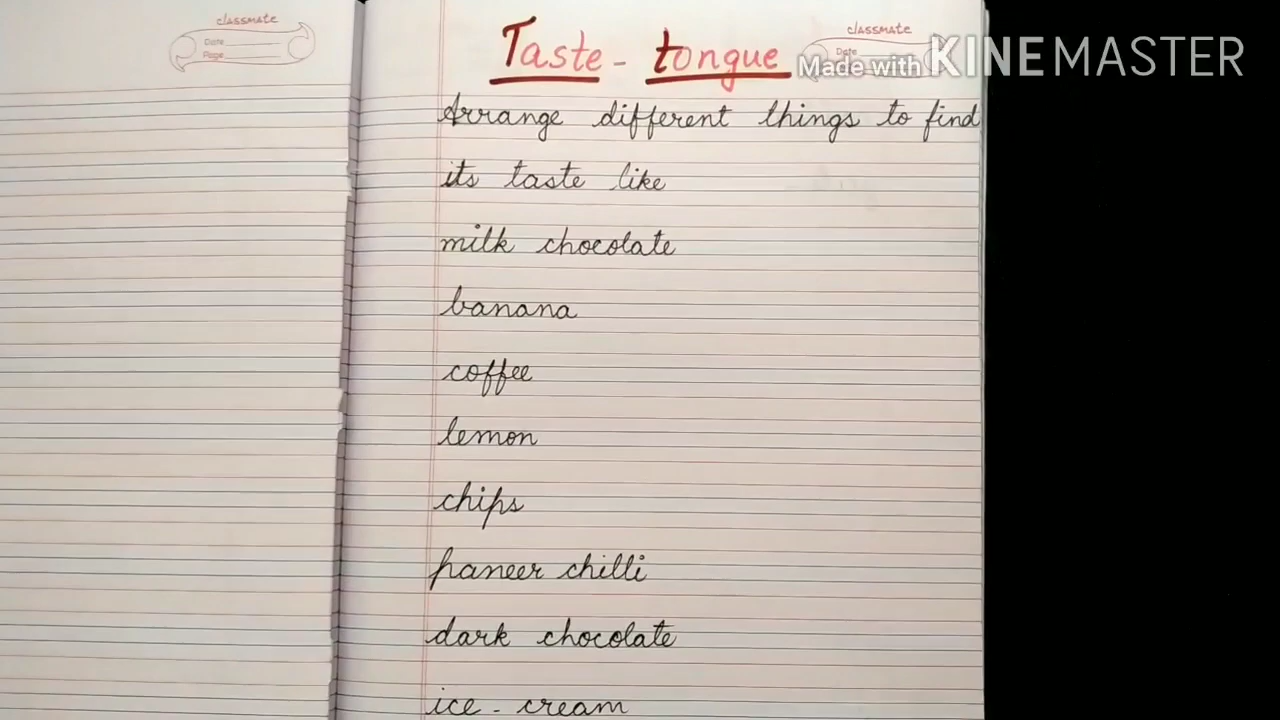 classmate
Date
Page
classmate
Date
Made with KINEMASTER
Taste - tongue
Arrange different things to find
its taste like
milk chocolate
banana
coffee
lemon
chips
paneer chilli
dark chocolate
ice - cream